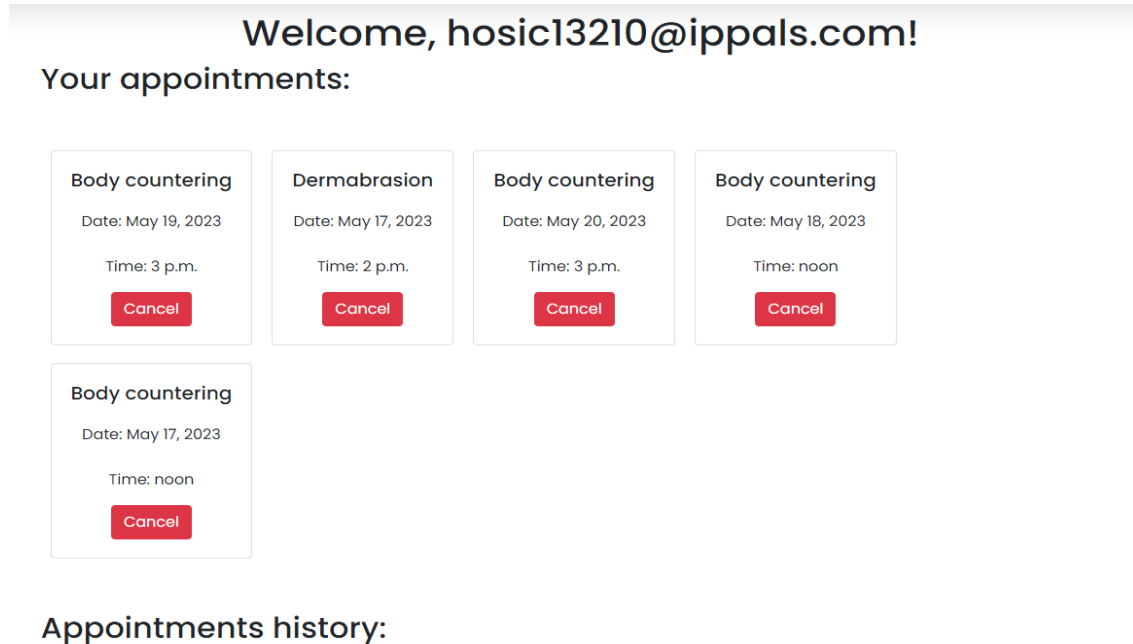 Welcome, hosic13210@ippals.com!
Your appointments:
Body countering
Date: May 19, 2023
Time: 3 p.m.
Cancel
Dermabrasion
Date: May 17, 2023
Time: 2 p.m.
Cancel
Body countering
Date: May 20, 2023
Time: 3 p.m.
Cancel
Body countering
Date: May 18, 2023
Time: noon
Cancel
Body countering
Date: May 17, 2023
Time: noon
Cancel
Appointments history: